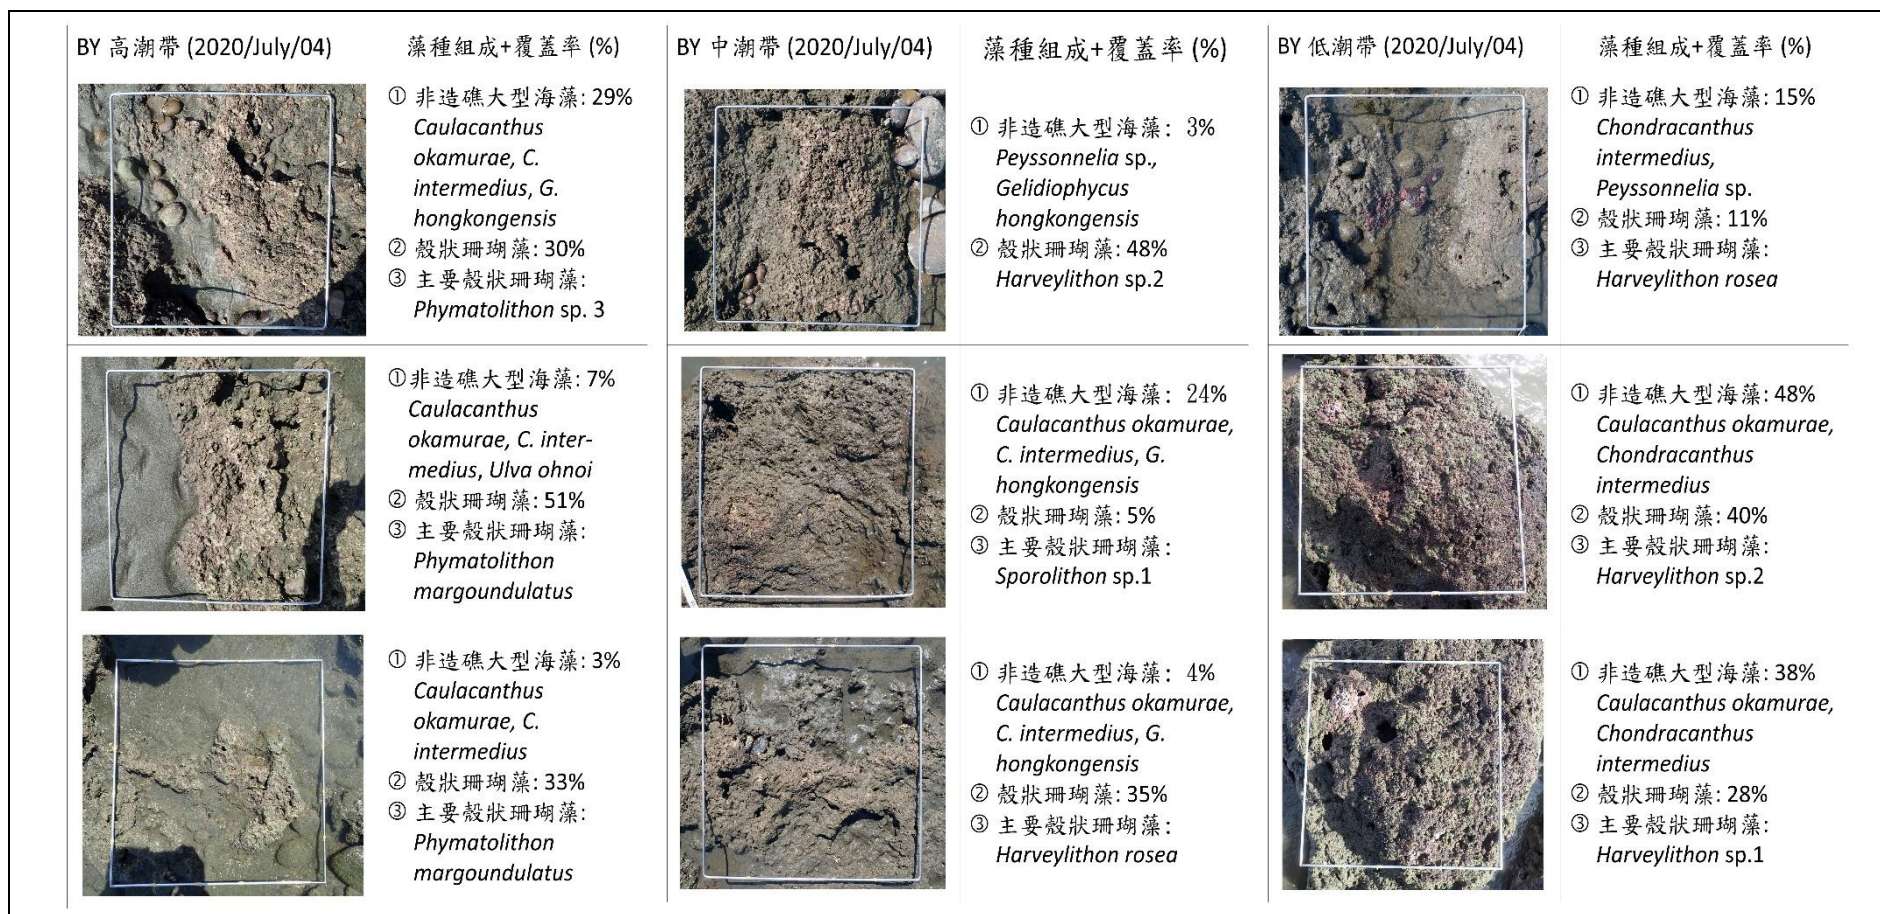 BY 高潮帶 (2020/July/04)
藻種組成+覆蓋率 (%)
① 非造礁大型海藻: 29%
Caulacanthus
okamurae, C.
intermedius, G.
hongkongensis
② 殼狀珊瑚藻: 30%
③ 主要殼狀珊瑚藻:
Phymatolithon sp. 3
①非造礁大型海藻: 7%
Caulacanthus
okamurae, C. inter-
medius, Ulva ohnoi
② 殼狀珊瑚藻: 51%
③ 主要殼狀珊瑚藻:
Phymatolithon
margoundulatus
① 非造礁大型海藻: 3%
Caulacanthus
okamurae, C.
intermedius
② 殼狀珊瑚藻: 33%
③ 主要殼狀珊瑚藻:
Phymatolithon
margoundulatus
BY 中潮帶 (2020/July/04)
藻種組成+覆蓋率 (%)
① 非造礁大型海藻: 3%
Peyssonnelia sp.,
Gelidiophycus
hongkongensis
② 殼狀珊瑚藻: 48%
Harveylithon sp.2
① 非造礁大型海藻: 24%
Caulacanthus okamurae,
C. intermedius, G.
hongkongensis
② 殼狀珊瑚藻: 5%
③ 主要殼狀珊瑚藻:
Sporolithon sp.1
① 非造礁大型海藻: 4%
Caulacanthus okamurae,
C. intermedius, G.
hongkongensis
② 殼狀珊瑚藻: 35%
③ 主要殼狀珊瑚藻:
Harveylithon rosea
BY 低潮帶 (2020/July/04)
藻種組成+覆蓋率 (%)
① 非造礁大型海藻: 15%
Chondracanthus
intermedius,
Peyssonnelia sp.
② 殼狀珊瑚藻: 11%
③ 主要殼狀珊瑚藻:
Harveylithon rosea
① 非造礁大型海藻: 48%
Caulacanthus okamurae,
Chondracanthus
intermedius
② 殼狀珊瑚藻: 40%
③ 主要殼狀珊瑚藻:
Harveylithon sp.2
① 非造礁大型海藻: 38%
Caulacanthus okamurae,
Chondracanthus
intermedius
② 殼狀珊瑚藻: 28%
③ 主要殼狀珊瑚藻:
Harveylithon sp.1